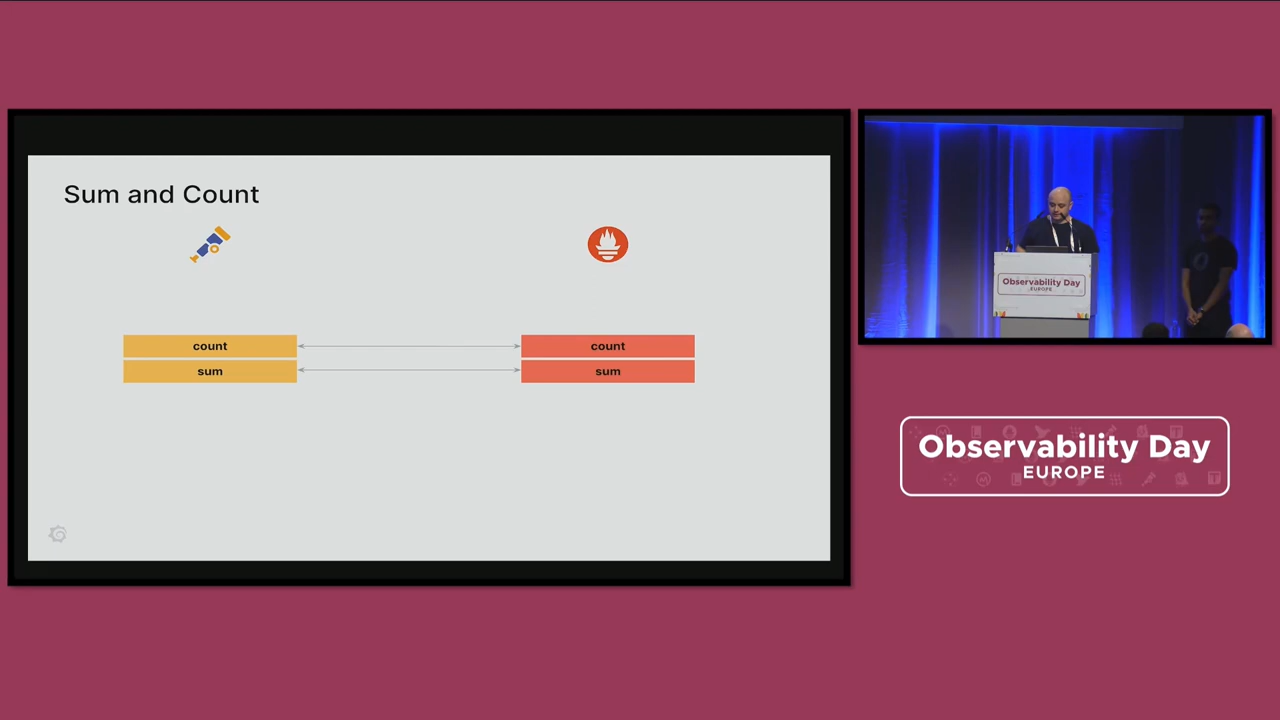 Sum and Count
count
count
sum
sum
Observability Day
EUROPE
Observability Day
EUROPE